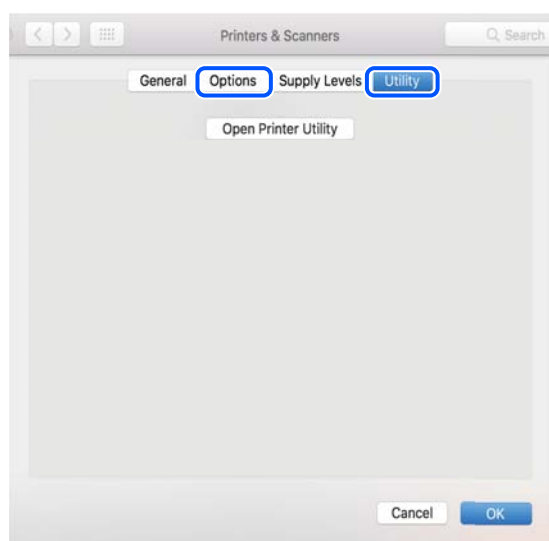 Printers & Scanners
Search
General Options Supply Levels Utility
Open Printer Utility
Cancel OK